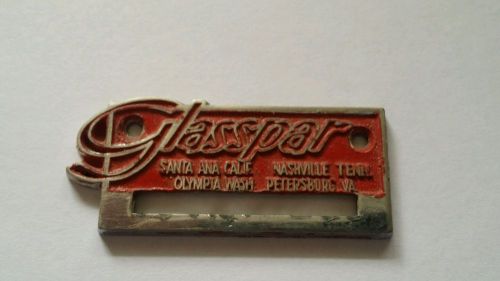 Glasspar
SANTA ANA CALIF. NASHVILLE TENN.
OLYMPIA WASH. PETERSBURG, VA.